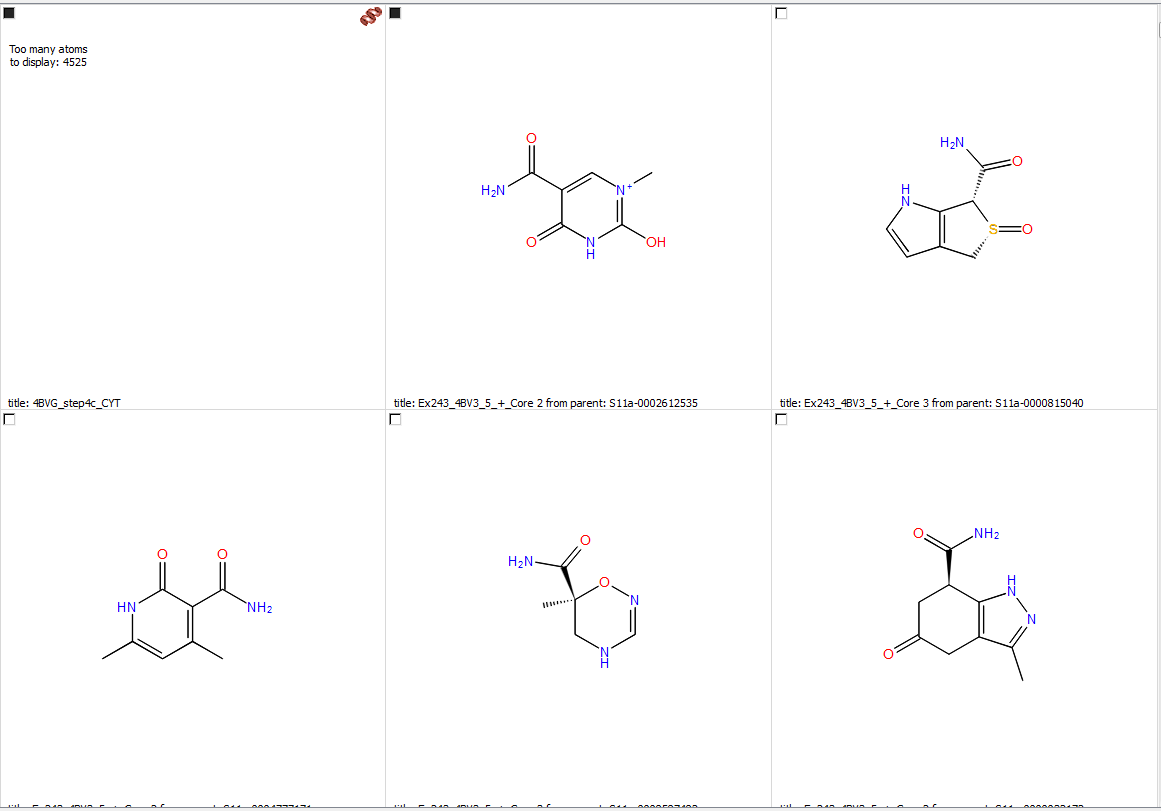 Too many atoms
to display: 4525
title: 4BVG_step4c_CYT
O
H₂N
N⁺
O
N
H
OH
title: Ex243_4BV3_5_+_Core 2 from parent: S11a-0002612535
H₂N
O
H
N
S
O
title: Ex243_4BV3_5_+_Core 3 from parent: S11a-0000815040
O
O
HN
NH₂
O
H₂N
O
N
N
H
O
NH₂
H
N
N
O